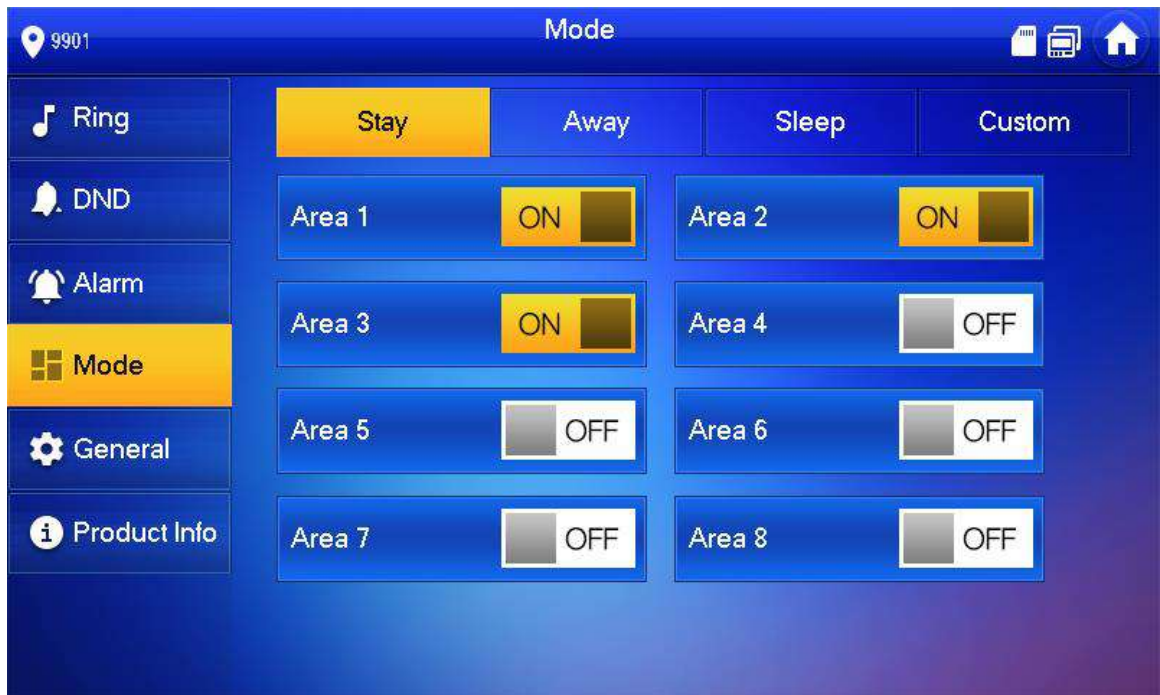 9901
Mode
Ring
DND
Alarm
Mode
General
Product Info
Stay Away Sleep Custom
Area 1 ON Area 2 ON
Area 3 ON Area 4 OFF
Area 5 OFF Area 6 OFF
Area 7 OFF Area 8 OFF